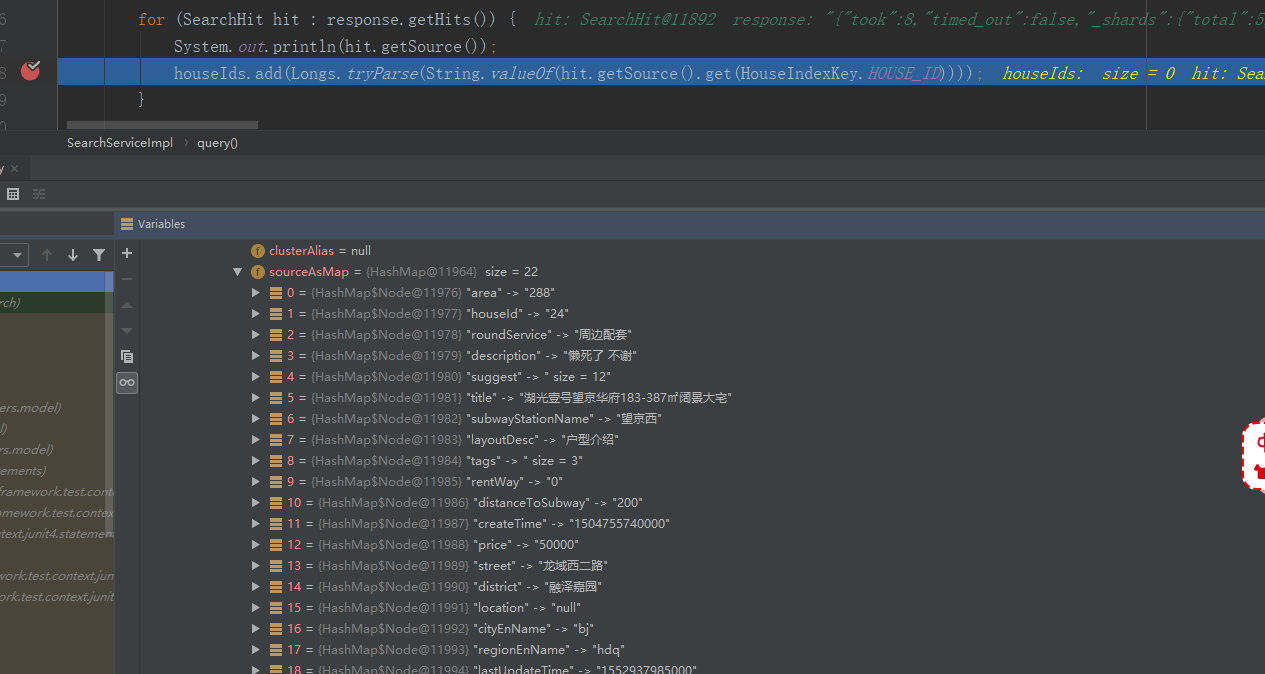 6 for (SearchHit hit : response.getHits()) { hit: SearchHit@11892 response: "{"took":8,"timed_out":false,"_shards":{"total":5
7 System.out.println(hit.getSource());
8 houseIds.add(Longs.tryParse(String.valueOf(hit.getSource().get(HouseIndexKey.HOUSE_ID)))); houseIds: size = 0 hit: Sea
9 }
0
SearchServiceImpl › query()
y ×
Variables
clusterAlias = null
sourceAsMap = {HashMap@11964} size = 22
rch)
0 = {HashMap$Node@11976} "area" -> "288"
1 = {HashMap$Node@11977} "houseId" -> "24"
2 = {HashMap$Node@11978} "roundService" -> "周边配套"
3 = {HashMap$Node@11979} "description" -> "懒死了 不谢"
4 = {HashMap$Node@11980} "suggest" -> " size = 12"
5 = {HashMap$Node@11981} "title" -> "湖光壹号望京华府183-387㎡阔景大宅"
ers.model)
6 = {HashMap$Node@11982} "subwayStationName" -> "望京西"
l)
7 = {HashMap$Node@11983} "layoutDesc" -> "户型介绍"
rs.model)
8 = {HashMap$Node@11984} "tags" -> " size = 3"
ements)
9 = {HashMap$Node@11985} "rentWay" -> "0"
framework.test.conte
10 = {HashMap$Node@11986} "distanceToSubway" -> "200"
mework.test.contex
11 = {HashMap$Node@11987} "createTime" -> "1504755740000"
text.junit4.statemen
12 = {HashMap$Node@11988} "price" -> "50000"
13 = {HashMap$Node@11989} "street" -> "龙域西二路"
work.test.context.jun
14 = {HashMap$Node@11990} "district" -> "融泽嘉园"
ork.test.context.junit
15 = {HashMap$Node@11991} "location" -> "null"
16 = {HashMap$Node@11992} "cityEnName" -> "bj"
17 = {HashMap$Node@11993} "regionEnName" -> "hdq"
18 = {HashMap$Node@11994} "lastUpdateTime" -> "1552937985000"